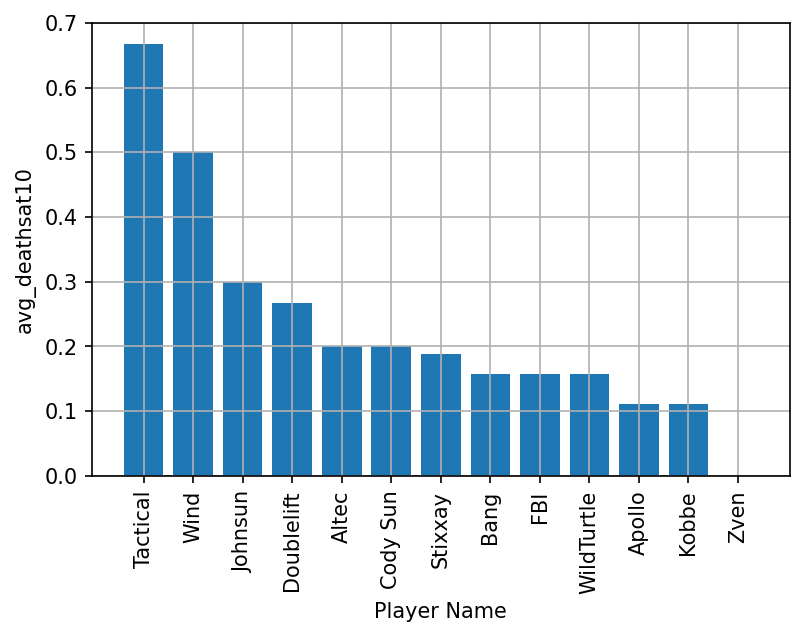 0.7
0.6
0.5
0.4
0.3
0.2
0.1
0.0
avg_deathsat10
Tactical
Wind
Johnsun
Doublelift
Altec
Cody Sun
Stixxay
Bang
FBI
WildTurtle
Apollo
Kobbe
Zven
Player Name